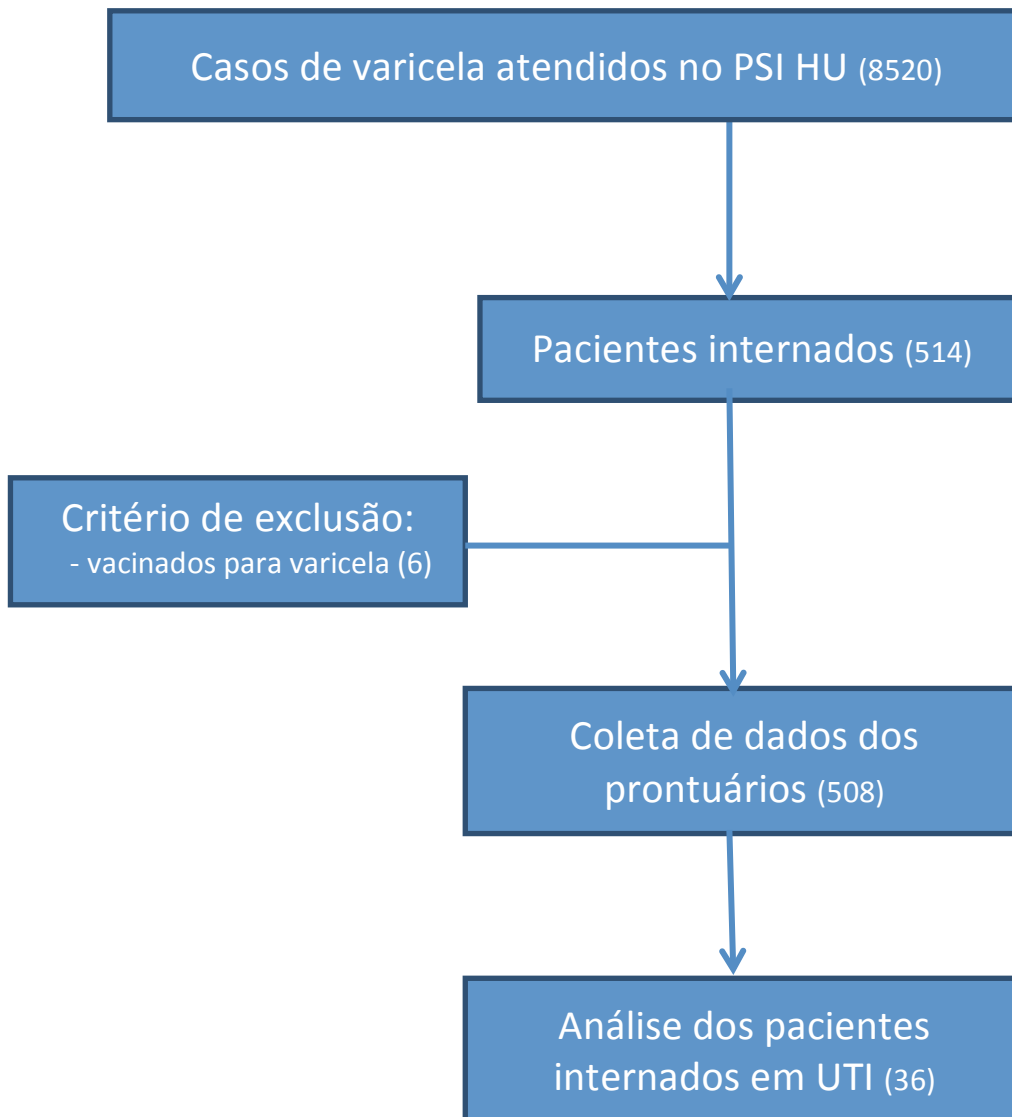 Casos de varicela atendidos no PSI HU (8520)
Pacientes internados (514)
Critério de exclusão:
- vacinados para varicela (6)
Coleta de dados dos
prontuários (508)
Análise dos pacientes
internados em UTI (36)